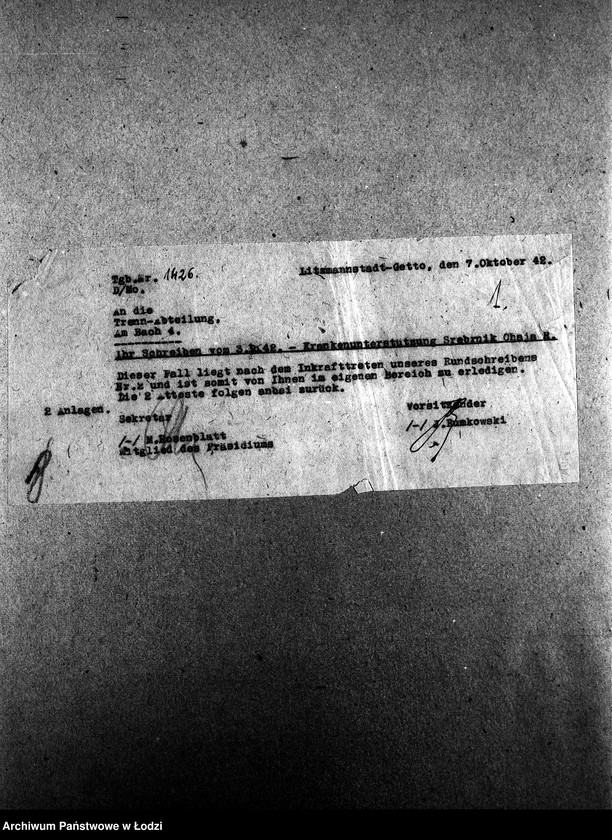 Tgb.Nr. 1426.
Litzmannstadt-Getto, den 7.Oktober 42.
D/Mo.
1.
An die
Trenn-Abteilung,
Am Bach 4.
Ihr Schreiben vom 3. 42. - Krankenunterstutzung Srebrnik Chaim
Dieser Fall liegt nach dem Inkrafttreten unseres Rundschreibens
Nr.2 und ist somit von Ihnen im eigenen Bereich zu erledigen.
Die 2 Atteste folgen anbei zurück.
2 Anlagen.
Sekretar
Vorsitzender
/-/ M.Rosenblatt
/-/ Rumkowski
Mitglied des Präsidiums
Archiwum Państwowe w Łodzi